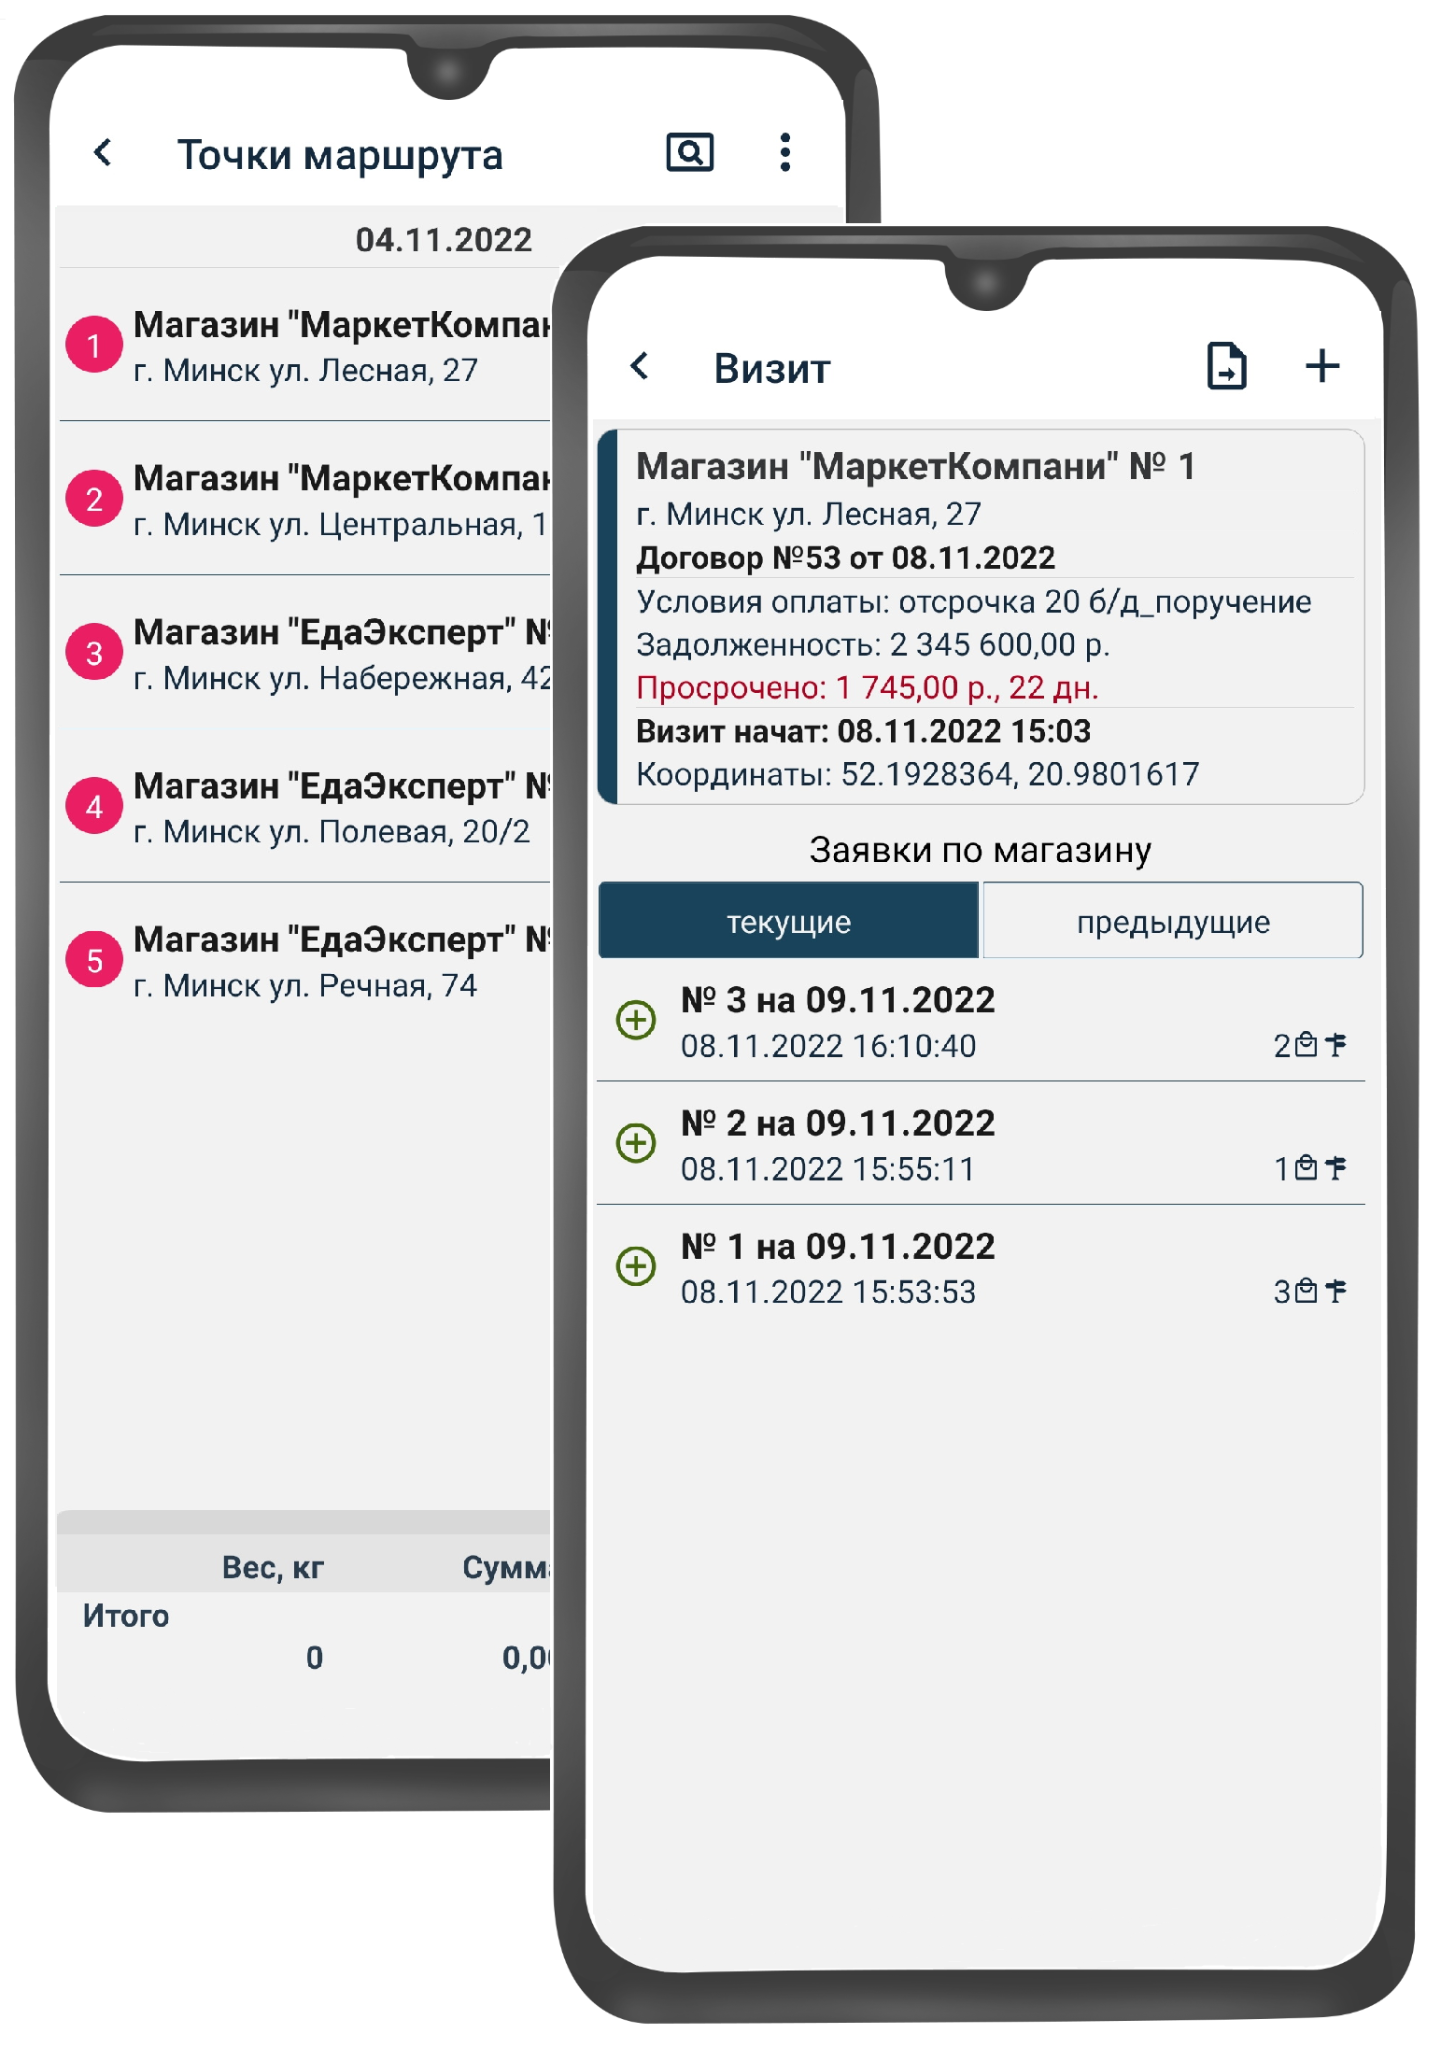 Точки маршрута
04.11.2022
1
Магазин "МаркетКомпан
г. Минск ул. Лесная, 27
2
Магазин "МаркетКомпан
г. Минск ул. Центральная, 1
3
Магазин "ЕдаЭксперт" №
г. Минск ул. Набережная, 42
4
Магазин "ЕдаЭксперт" №
г. Минск ул. Полевая, 20/2
5
Магазин "ЕдаЭксперт" №
г. Минск ул. Речная, 74
Вес, кг Сумма
Итого
0 0,00
Визит
Магазин "МаркетКомпани" № 1
г. Минск ул. Лесная, 27
Договор №53 от 08.11.2022
Условия оплаты: отсрочка 20 б/д_поручение
Задолженность: 2 345 600,00 р.
Просрочено: 1 745,00 р., 22 дн.
Визит начат: 08.11.2022 15:03
Координаты: 52.1928364, 20.9801617
Заявки по магазину
текущие предыдущие
№ 3 на 09.11.2022
08.11.2022 16:10:40 2
№ 2 на 09.11.2022
08.11.2022 15:55:11 1
№ 1 на 09.11.2022
08.11.2022 15:53:53 3